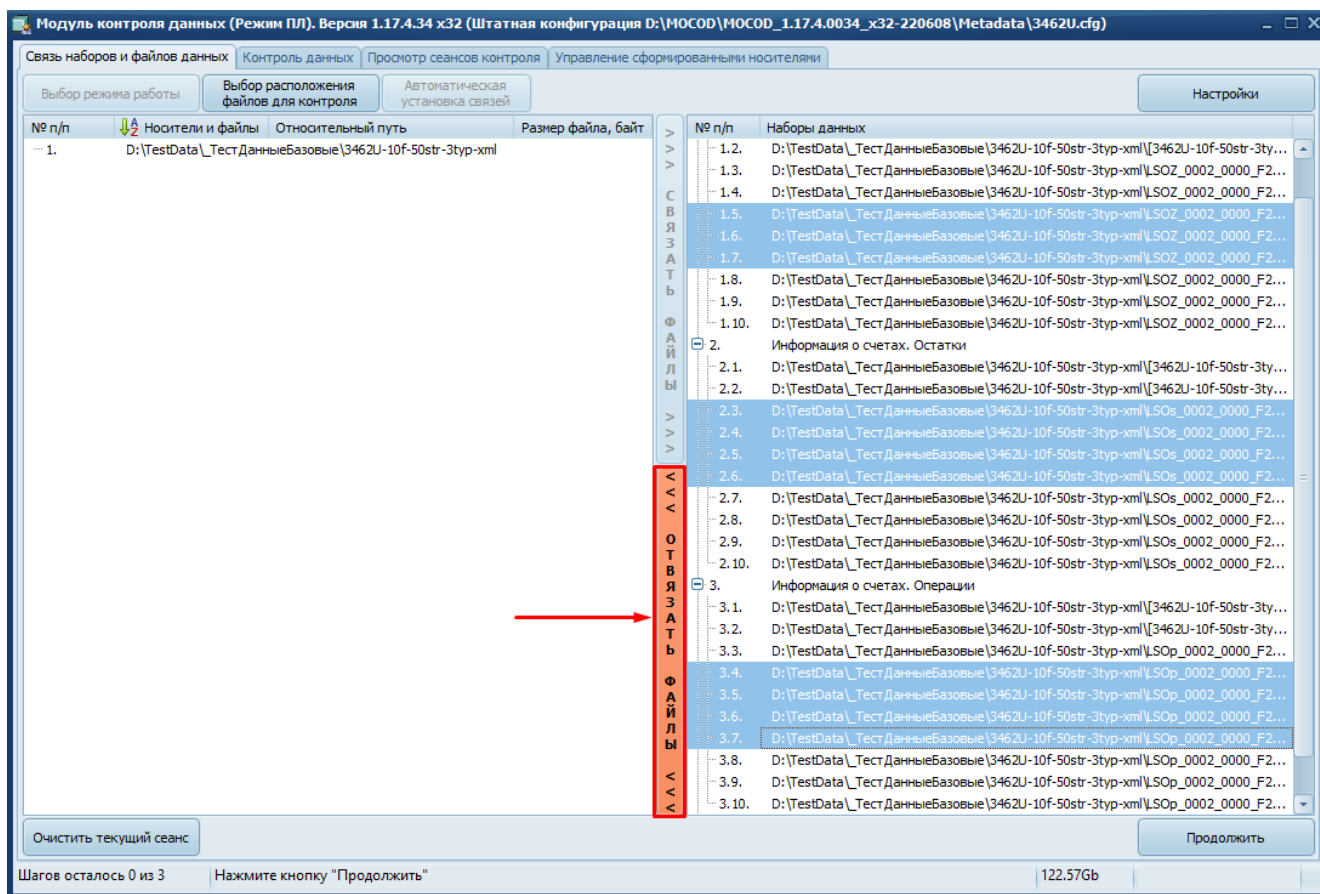 Модуль контроля данных (Режим ПЛ). Версия 1.17.4.34 x32 (Штатная конфигурация D:\MOCOD\MOCOD_1.17.4.0034_x32-220608\Metadata\3462U.cfg)
Связь наборов и файлов данных Контроль данных Просмотр сеансов контроля Управление сформированными носителями
Выбор режима работы
Выбор расположения
файлов для контроля
Автоматическая
установка связей
Настройки
№ п/п Носители и файлы Относительный путь Размер файла, байт
1. D:\TestData\_ТестДанныеБазовые\3462U-10f-50str-3typ-xml
> > > СВЯЗАТЬ ФАЙЛЫ > > >
< < < ОТВЯЗАТЬ ФАЙЛЫ < < <
№ п/п Наборы данных
1.2. D:\TestData\_ТестДанныеБазовые\3462U-10f-50str-3typ-xml\[3462U-10f-50str-3ty...
1.3. D:\TestData\_ТестДанныеБазовые\3462U-10f-50str-3typ-xml\LSOZ_0002_0000_F2...
1.4. D:\TestData\_ТестДанныеБазовые\3462U-10f-50str-3typ-xml\LSOZ_0002_0000_F2...
1.5. D:\TestData\_ТестДанныеБазовые\3462U-10f-50str-3typ-xml\LSOZ_0002_0000_F2...
1.6. D:\TestData\_ТестДанныеБазовые\3462U-10f-50str-3typ-xml\LSOZ_0002_0000_F2...
1.7. D:\TestData\_ТестДанныеБазовые\3462U-10f-50str-3typ-xml\LSOZ_0002_0000_F2...
1.8. D:\TestData\_ТестДанныеБазовые\3462U-10f-50str-3typ-xml\LSOZ_0002_0000_F2...
1.9. D:\TestData\_ТестДанныеБазовые\3462U-10f-50str-3typ-xml\LSOZ_0002_0000_F2...
1.10. D:\TestData\_ТестДанныеБазовые\3462U-10f-50str-3typ-xml\LSOZ_0002_0000_F2...
2. Информация о счетах. Остатки
2.1. D:\TestData\_ТестДанныеБазовые\3462U-10f-50str-3typ-xml\[3462U-10f-50str-3ty...
2.2. D:\TestData\_ТестДанныеБазовые\3462U-10f-50str-3typ-xml\[3462U-10f-50str-3ty...
2.3. D:\TestData\_ТестДанныеБазовые\3462U-10f-50str-3typ-xml\LSOs_0002_0000_F2...
2.4. D:\TestData\_ТестДанныеБазовые\3462U-10f-50str-3typ-xml\LSOs_0002_0000_F2...
2.5. D:\TestData\_ТестДанныеБазовые\3462U-10f-50str-3typ-xml\LSOs_0002_0000_F2...
2.6. D:\TestData\_ТестДанныеБазовые\3462U-10f-50str-3typ-xml\LSOs_0002_0000_F2...
2.7. D:\TestData\_ТестДанныеБазовые\3462U-10f-50str-3typ-xml\LSOs_0002_0000_F2...
2.8. D:\TestData\_ТестДанныеБазовые\3462U-10f-50str-3typ-xml\LSOs_0002_0000_F2...
2.9. D:\TestData\_ТестДанныеБазовые\3462U-10f-50str-3typ-xml\LSOs_0002_0000_F2...
2.10. D:\TestData\_ТестДанныеБазовые\3462U-10f-50str-3typ-xml\LSOs_0002_0000_F2...
3. Информация о счетах. Операции
3.1. D:\TestData\_ТестДанныеБазовые\3462U-10f-50str-3typ-xml\[3462U-10f-50str-3ty...
3.2. D:\TestData\_ТестДанныеБазовые\3462U-10f-50str-3typ-xml\[3462U-10f-50str-3ty...
3.3. D:\TestData\_ТестДанныеБазовые\3462U-10f-50str-3typ-xml\LSOp_0002_0000_F2...
3.4. D:\TestData\_ТестДанныеБазовые\3462U-10f-50str-3typ-xml\LSOp_0002_0000_F2...
3.5. D:\TestData\_ТестДанныеБазовые\3462U-10f-50str-3typ-xml\LSOp_0002_0000_F2...
3.6. D:\TestData\_ТестДанныеБазовые\3462U-10f-50str-3typ-xml\LSOp_0002_0000_F2...
3.7. D:\TestData\_ТестДанныеБазовые\3462U-10f-50str-3typ-xml\LSOp_0002_0000_F2...
3.8. D:\TestData\_ТестДанныеБазовые\3462U-10f-50str-3typ-xml\LSOp_0002_0000_F2...
3.9. D:\TestData\_ТестДанныеБазовые\3462U-10f-50str-3typ-xml\LSOp_0002_0000_F2...
3.10. D:\TestData\_ТестДанныеБазовые\3462U-10f-50str-3typ-xml\LSOp_0002_0000_F2...
Очистить текущий сеанс
Продолжить
Шагов осталось 0 из 3 Нажмите кнопку "Продолжить" 122.57Gb